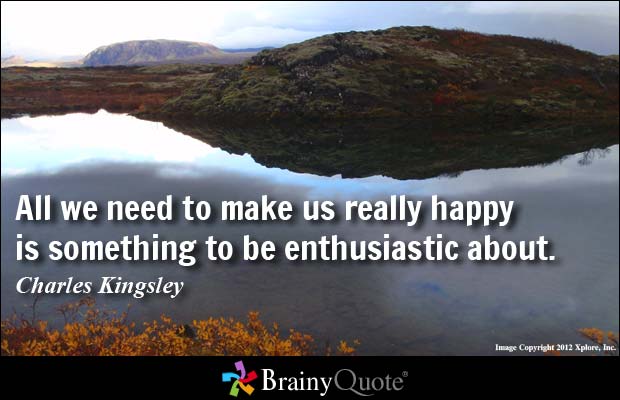 All we need to make us really happy
is something to be enthusiastic about.
Charles Kingsley
Image Copyright 2012 Xplore, Inc.
BrainyQuote®